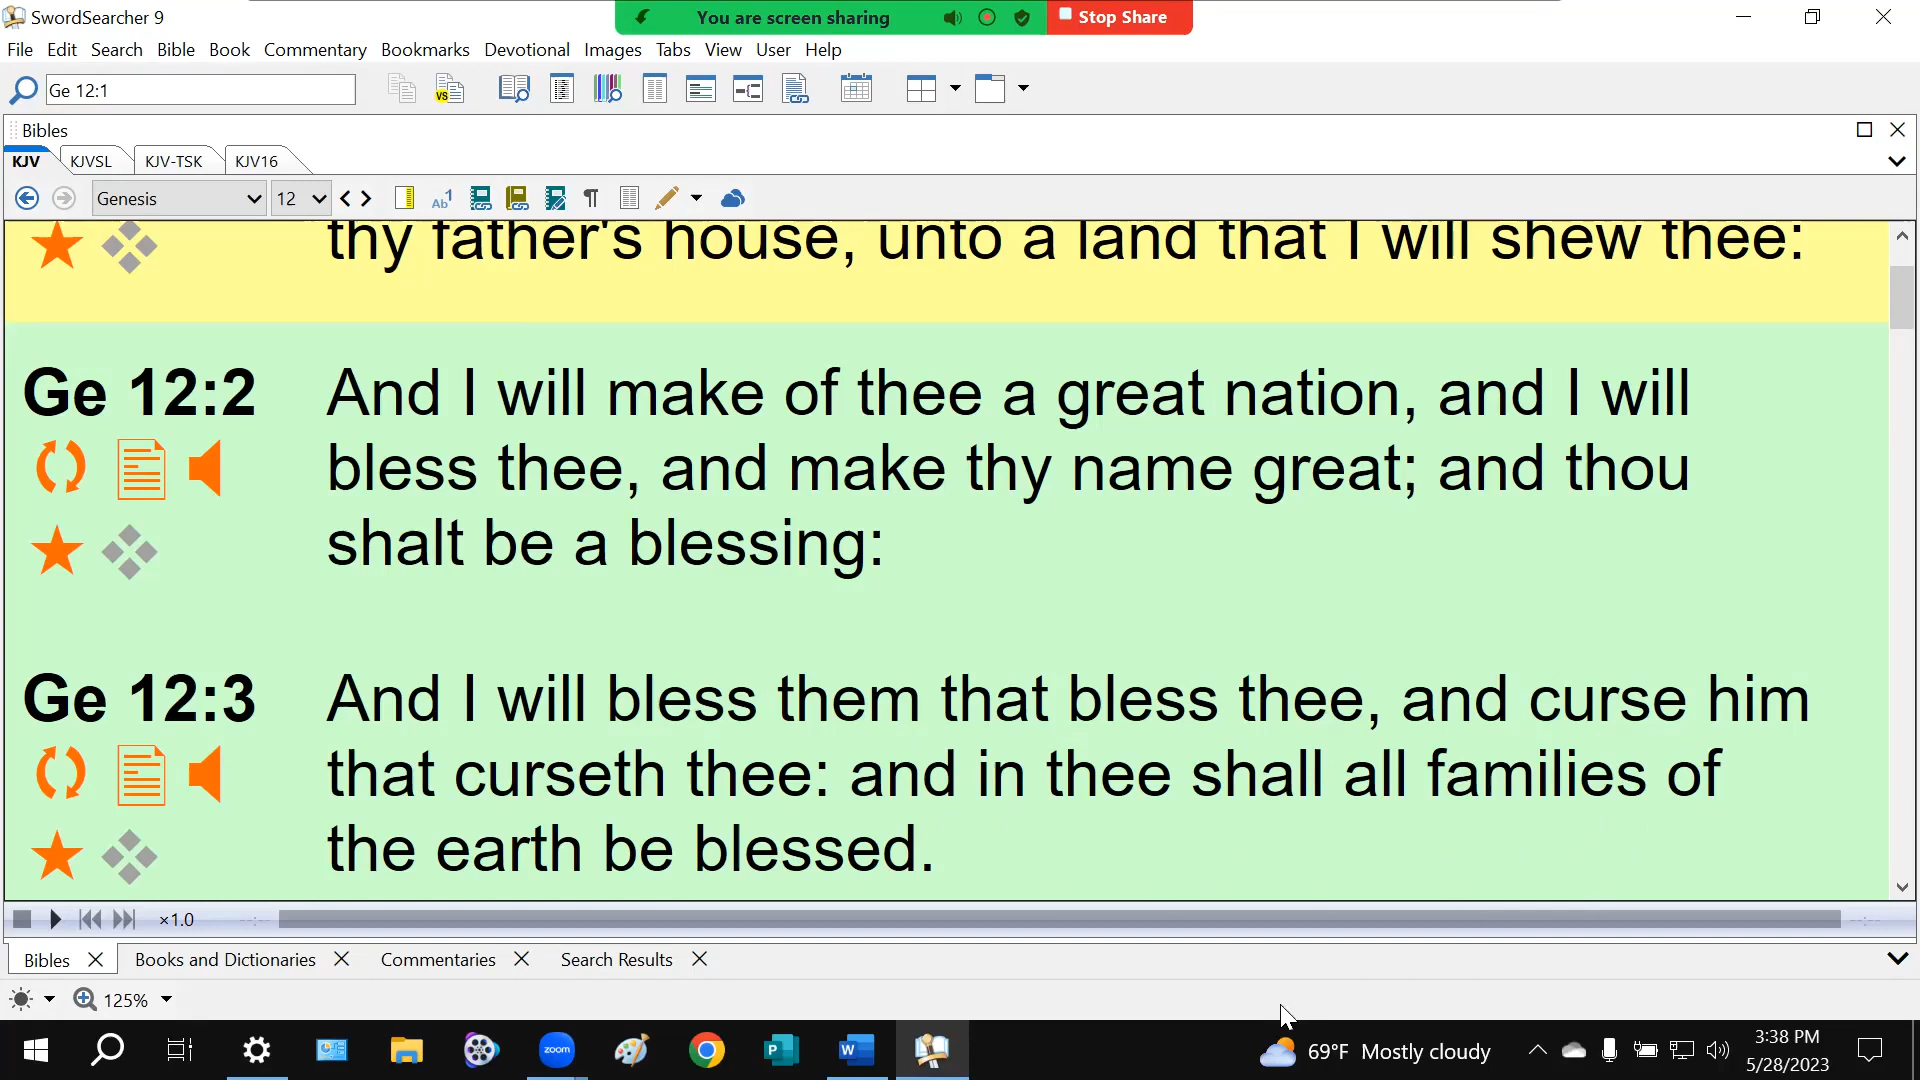 SwordSearcher 9
You are screen sharing
Stop Share
File Edit Search Bible Book Commentary Bookmarks Devotional Images Tabs View User Help
Ge 12:1
VS
Bibles
KJV KJVSL KJV-TSK KJV16
Genesis 12 Ab1
thy father's house, unto a land that I will shew thee:
Ge 12:2 And I will make of thee a great nation, and I will
bless thee, and make thy name great; and thou
shalt be a blessing:
Ge 12:3 And I will bless them that bless thee, and curse him
that curseth thee: and in thee shall all families of
the earth be blessed.
×1.0 --:-- --:--
Bibles Books and Dictionaries Commentaries Search Results
125%
zoom P W 69°F Mostly cloudy
3:38 PM
5/28/2023